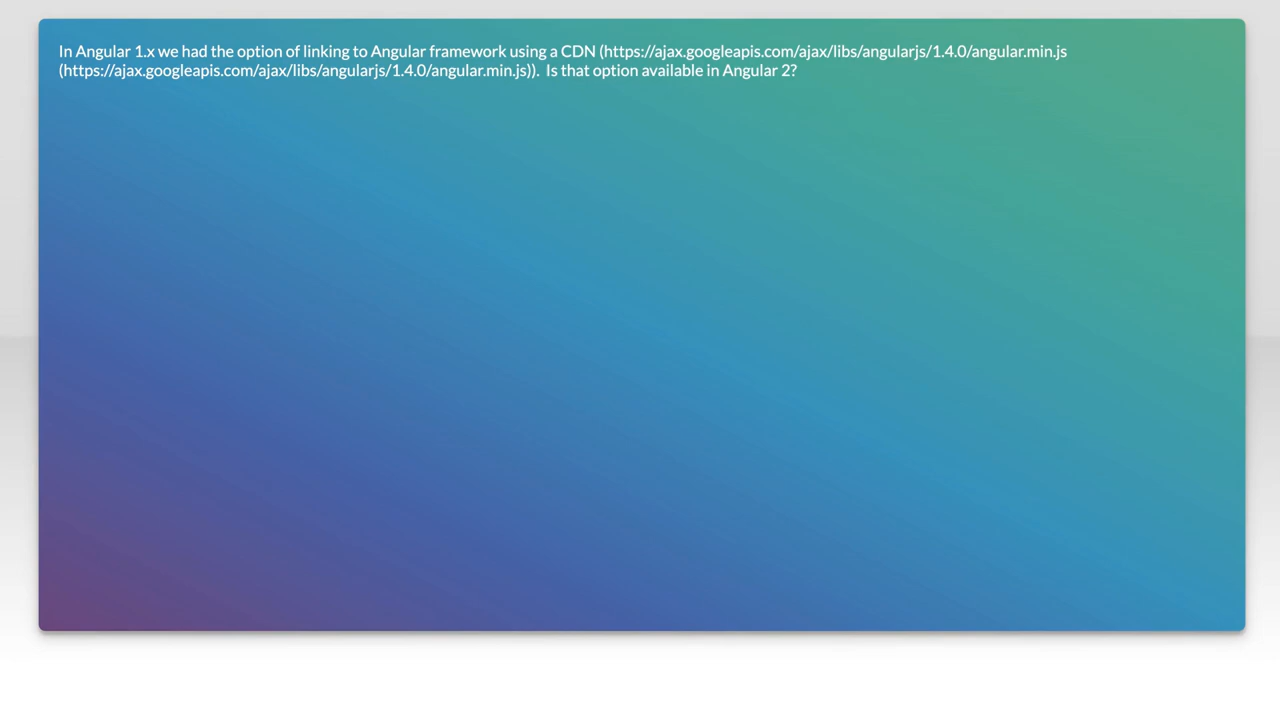 In Angular 1.x we had the option of linking to Angular framework using a CDN (https://ajax.googleapis.com/ajax/libs/angularjs/1.4.0/angular.min.js
(https://ajax.googleapis.com/ajax/libs/angularjs/1.4.0/angular.min.js)).  Is that option available in Angular 2?